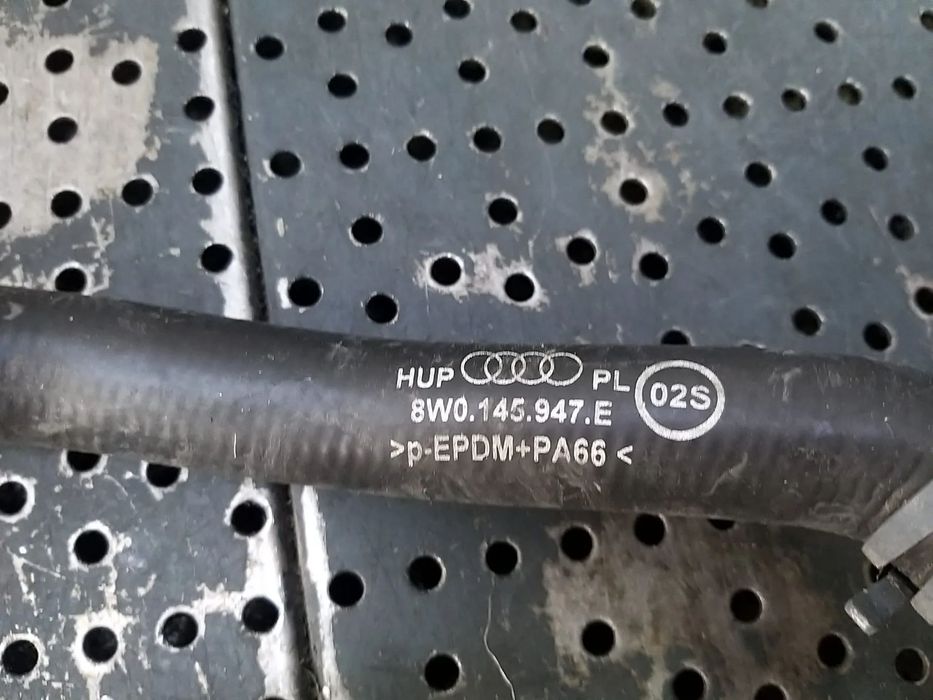 HUP PL 02S
8W0.145.947.E
>p-EPDM+PA66 <